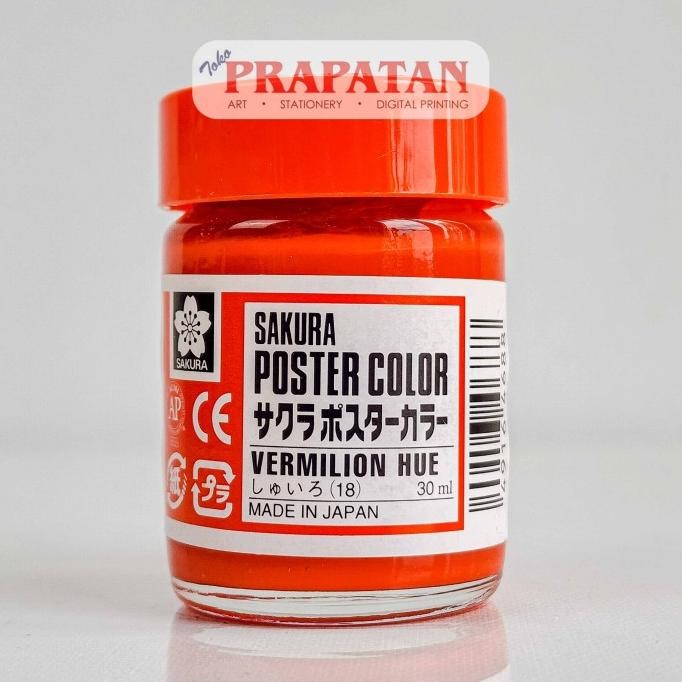 Toko
PRAPATAN
ART • STATIONERY • DIGITAL PRINTING
SAKURA
SAKURA
POSTER COLOR
サクラポスターカラー
VERMILION HUE
しゅいろ(18) 30 ml
MADE IN JAPAN
AP
CE
紙
プラ